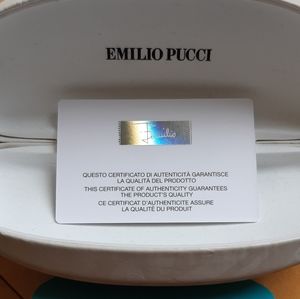 EMILIO PUCCI
Emilio
QUESTO CERTIFICATO DI AUTENTICITÀ GARANTISCE
LA QUALITÀ DEL PRODOTTO
THIS CERTIFICATE OF AUTHENTICITY GUARANTEES
THE PRODUCT'S QUALITY
CE CERTIFICAT D'AUTHENTICITE ASSURE
LA QUALITÉ DU PRODUIT